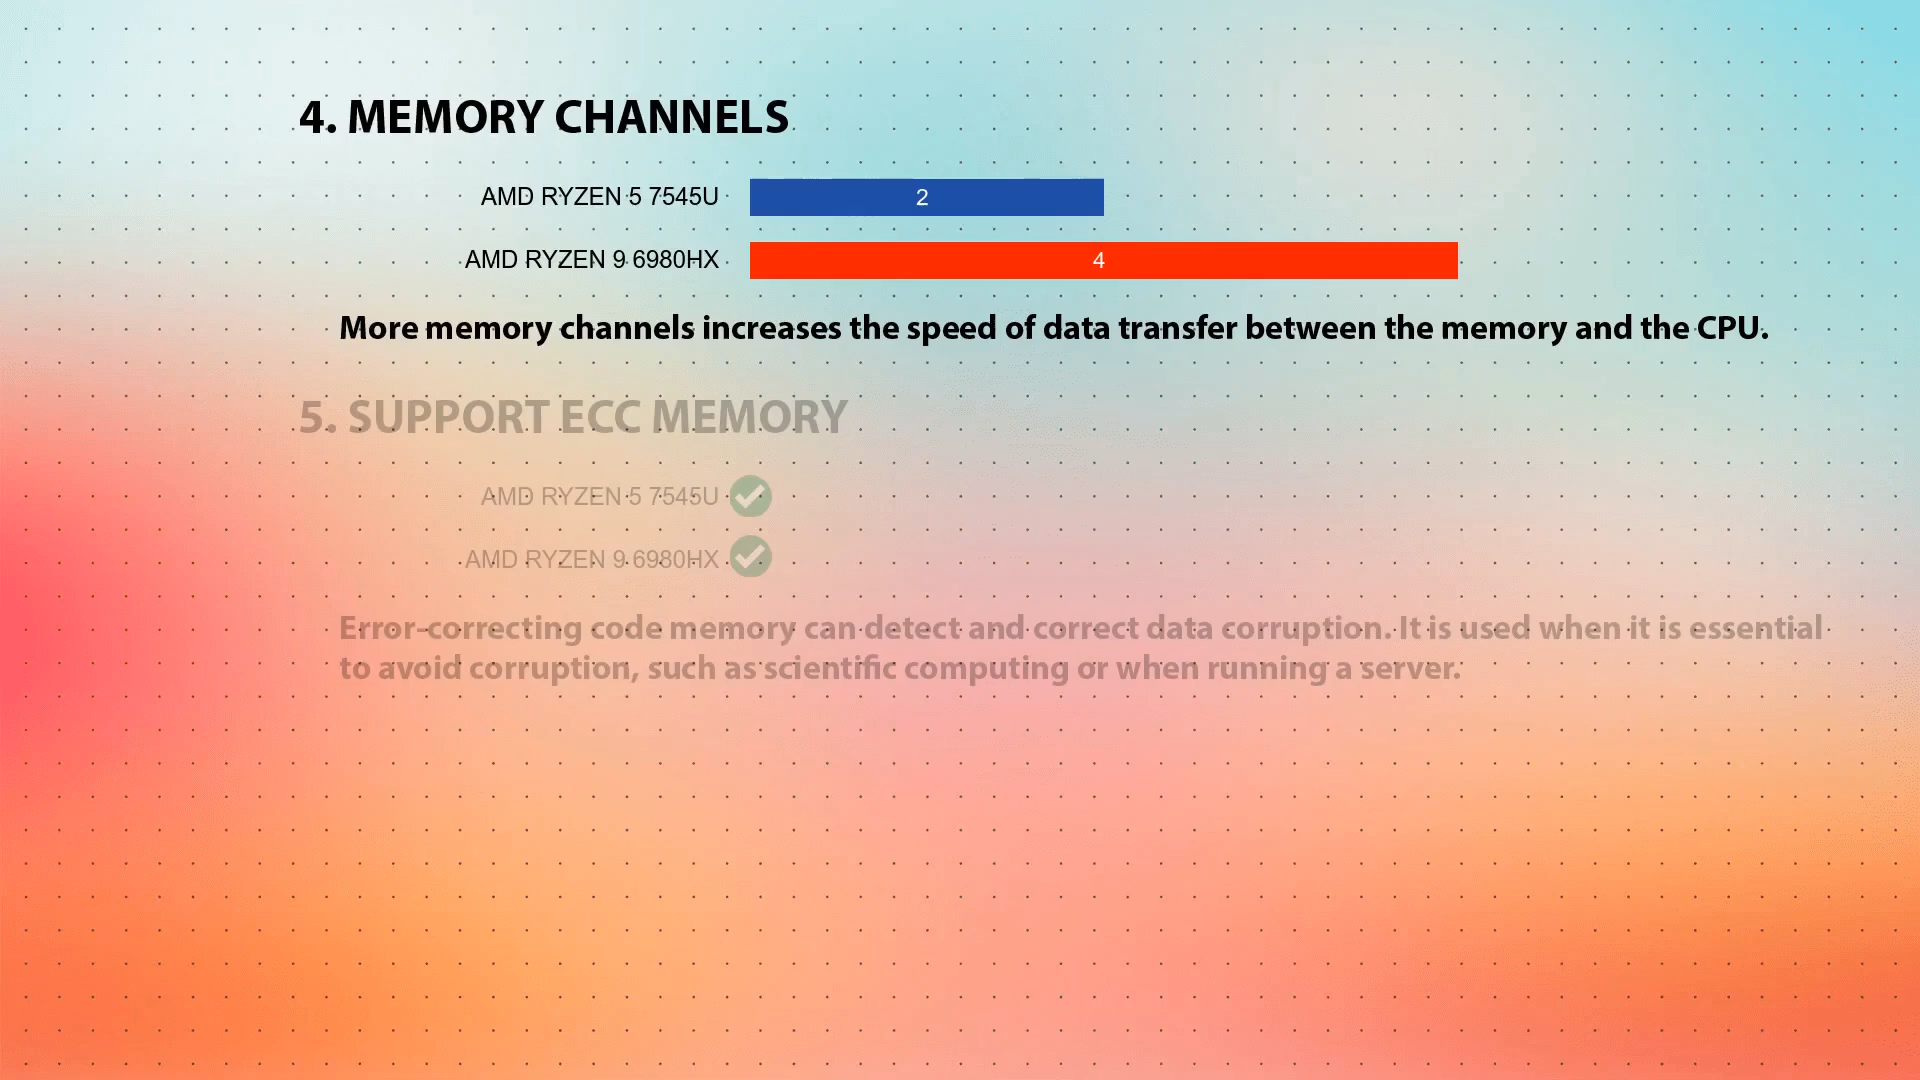 4. MEMORY CHANNELS
AMD RYZEN 5 7545U
2
AMD RYZEN 9 6980HX
4
More memory channels increases the speed of data transfer between the memory and the CPU.
5. SUPPORT ECC MEMORY
AMD RYZEN 5 7545U
AMD RYZEN 9 6980HX
Error-correcting code memory can detect and correct data corruption. It is used when it is essential
to avoid corruption, such as scientific computing or when running a server.